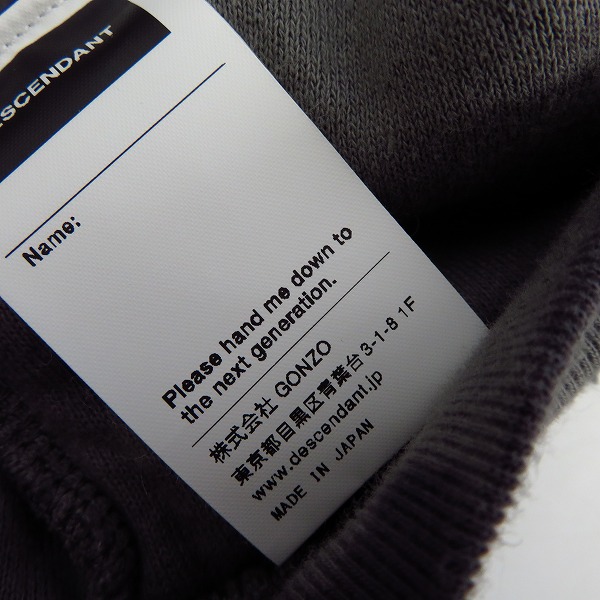 DESCENDANT
Name:
Please hand me down to
the next generation.
株式会社 GONZO
東京都目黒区青葉台3-1-8 1F
www.descendant.jp
MADE IN JAPAN